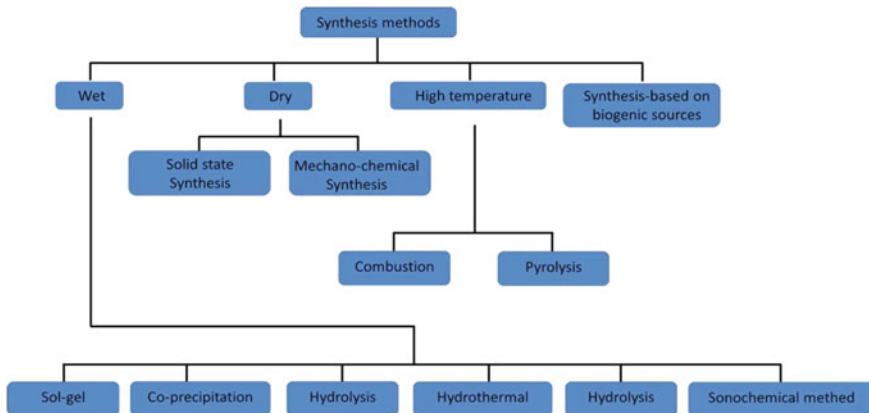 Synthesis methods
Wet
Dry
High temperature
Synthesis-based on
biogenic sources
Solid state
Synthesis
Mechano-chemical
Synthesis
Combustion
Pyrolysis
Sol-gel
Co-precipitation
Hydrolysis
Hydrothermal
Hydrolysis
Sonochemical methed